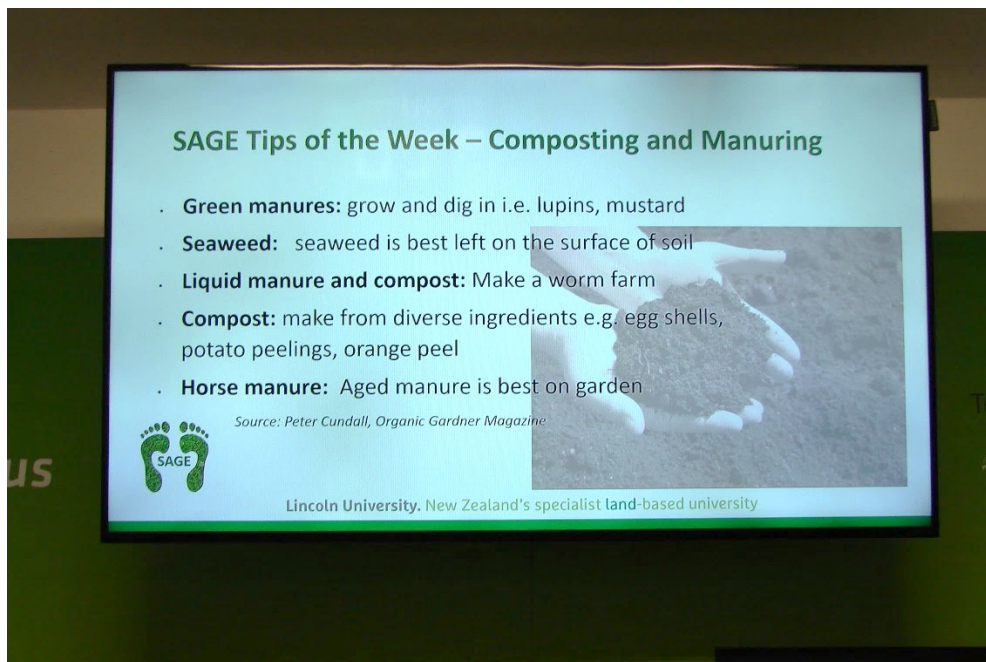 SAGE Tips of the Week – Composting and Manuring
. Green manures: grow and dig in i.e. lupins, mustard
. Seaweed: seaweed is best left on the surface of soil
. Liquid manure and compost: Make a worm farm
. Compost: make from diverse ingredients e.g. egg shells,
potato peelings, orange peel
. Horse manure: Aged manure is best on garden
Source: Peter Cundall, Organic Gardner Magazine
SAGE
Lincoln University. New Zealand's specialist land-based university
us